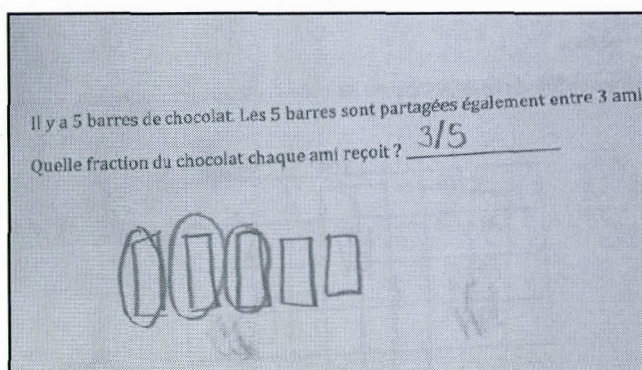 Il y a 5 barres de chocolat. Les 5 barres sont partagées également entre 3 ami
Quelle fraction du chocolat chaque ami reçoit ? 3/5